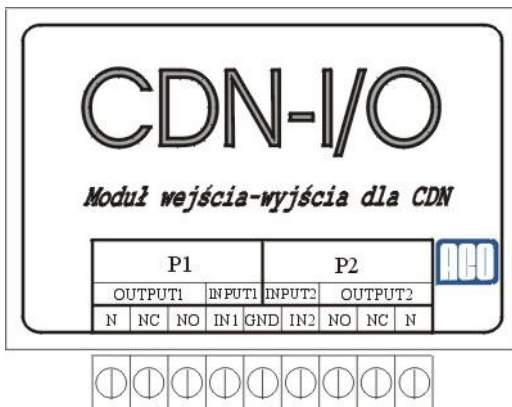 CDN-I/O
Moduł wejścia-wyjścia dla CDN
P1 P2
ACO
OUTPUT1 INPUT1 INPUT2 OUTPUT2
N NC NO IN1 GND IN2 NO NC N